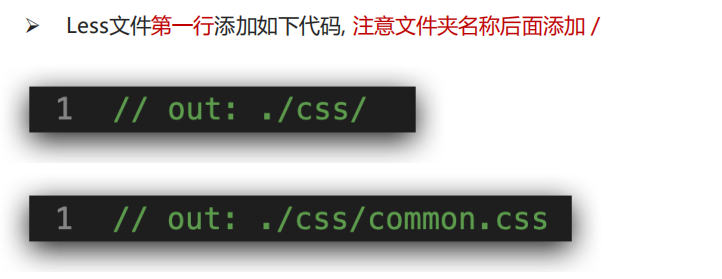 ➢ Less文件第一行添加如下代码, 注意文件夹名称后面添加 /
1 // out: ./css/
1 // out: ./css/common.css